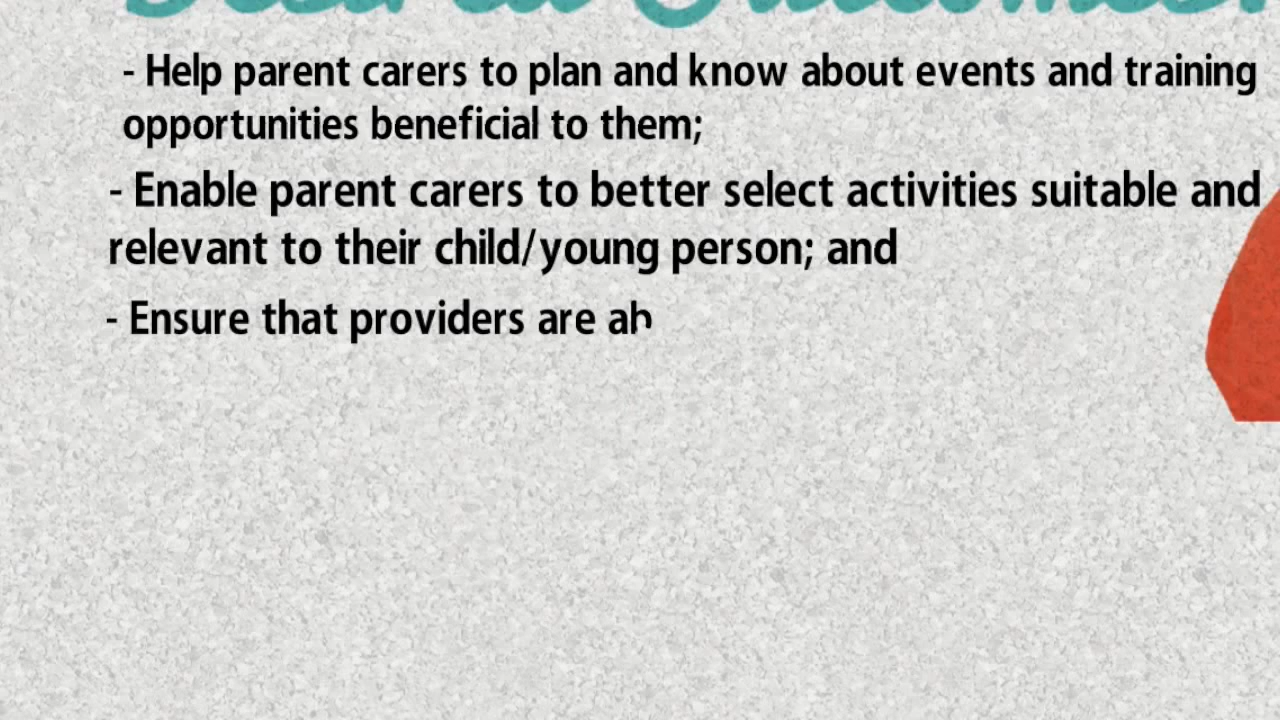 - Help parent carers to plan and know about events and training
opportunities beneficial to them;
- Enable parent carers to better select activities suitable and
relevant to their child/young person; and
- Ensure that providers are